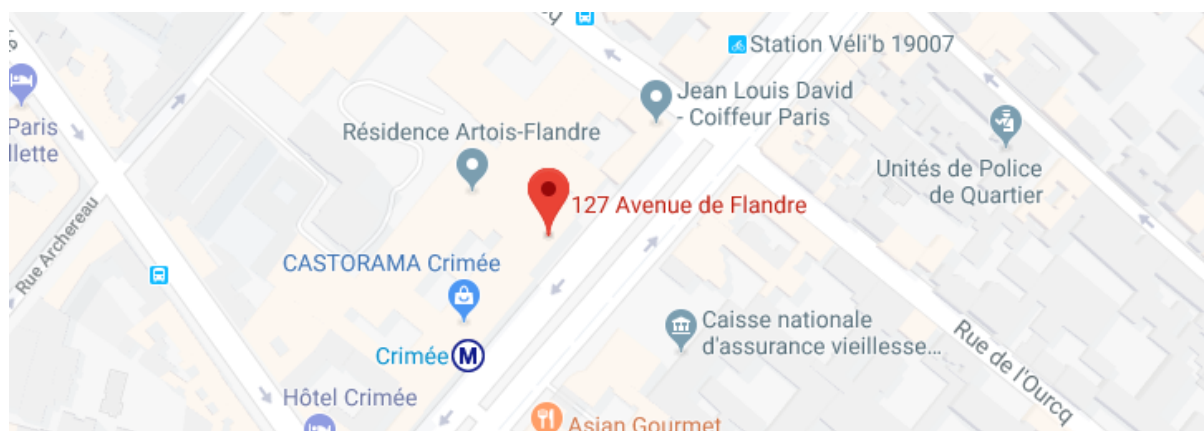 Station Véli'b 19007
Jean Louis David
- Coiffeur Paris
Résidence Artois-Flandre
Paris
llette
Unités de Police
de Quartier
127 Avenue de Flandre
Rue Archereau
CASTORAMA Crimée
Caisse nationale
d'assurance vieillesse...
Rue de l'Ourcq
Crimée M
Hôtel Crimée
Asian Gourmet